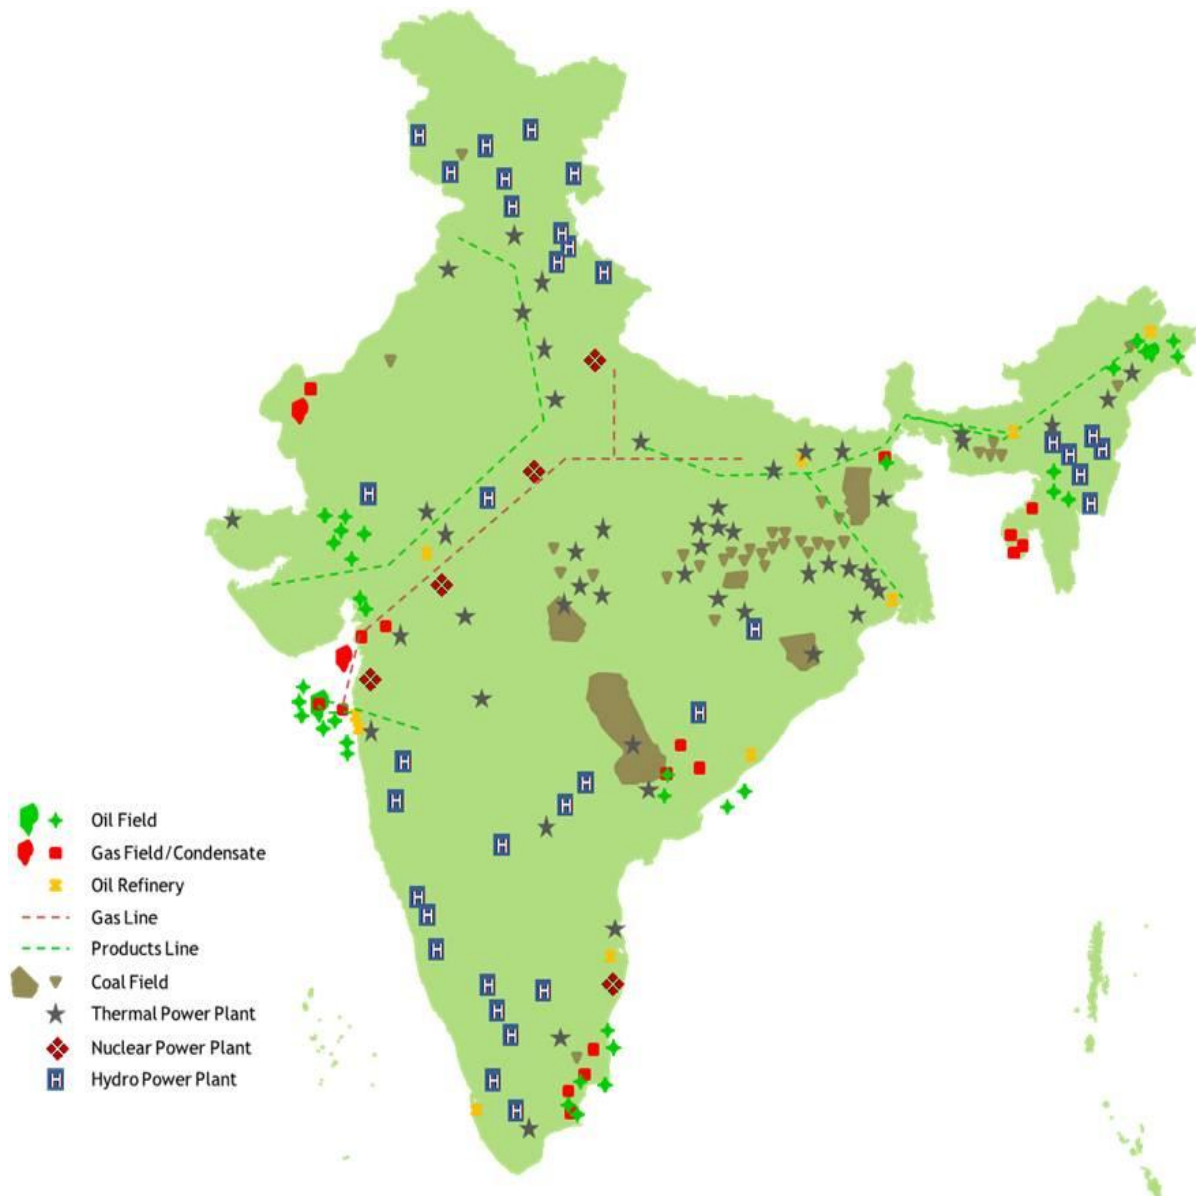 Oil Field
Gas Field/Condensate
Oil Refinery
Gas Line
Products Line
Coal Field
Thermal Power Plant
Nuclear Power Plant
H Hydro Power Plant